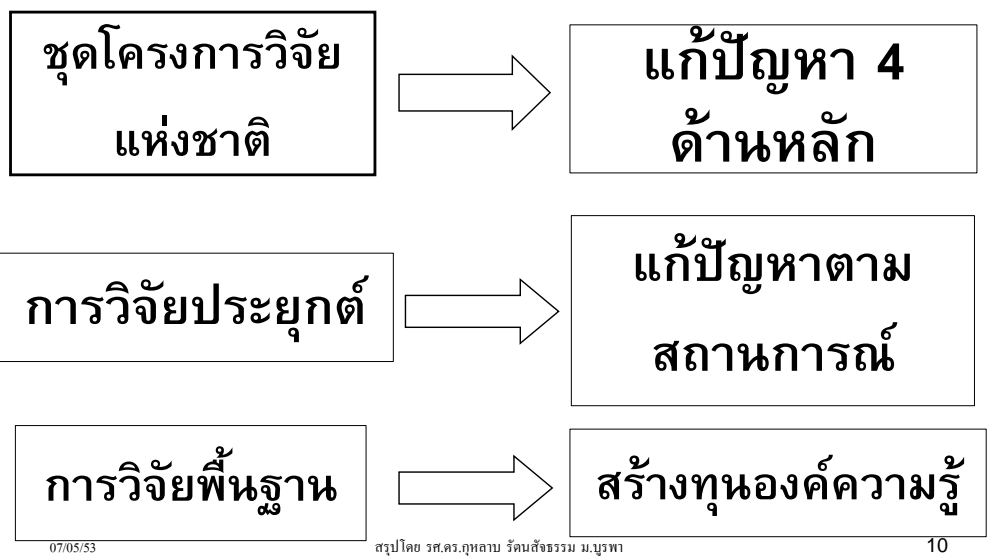 ชุดโครงการวิจัย
แห่งชาติ
แก้ปัญหา 4
ด้านหลัก
การวิจัยประยุกต์
แก้ปัญหาตาม
สถานการณ์
การวิจัยพื้นฐาน
สร้างทุนองค์ความรู้
07/05/53
สรุปโดย รศ.ดร.กุหลาบ รัตนสัจธรรม ม.บูรพา
10